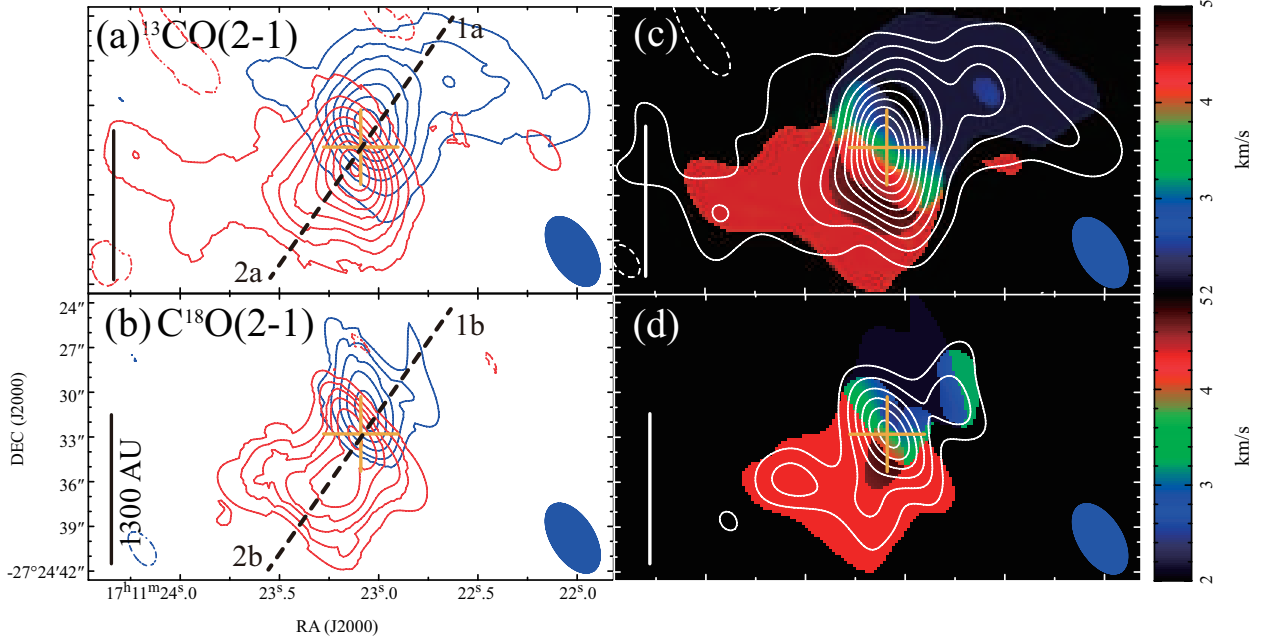 (a) ¹³CO(2-1)
1a
2a
(c)
5
4
3
2
km/s
(b) C¹⁸O(2-1)
1b
2b
1300 AU
(d)
5
4
3
2
km/s
24″
27″
30″
33″
36″
39″
-27°24′42″
DEC (J2000)
17ʰ11ᵐ24ˢ.0
23ˢ.5
23ˢ.0
22ˢ.5
22ˢ.0
RA (J2000)